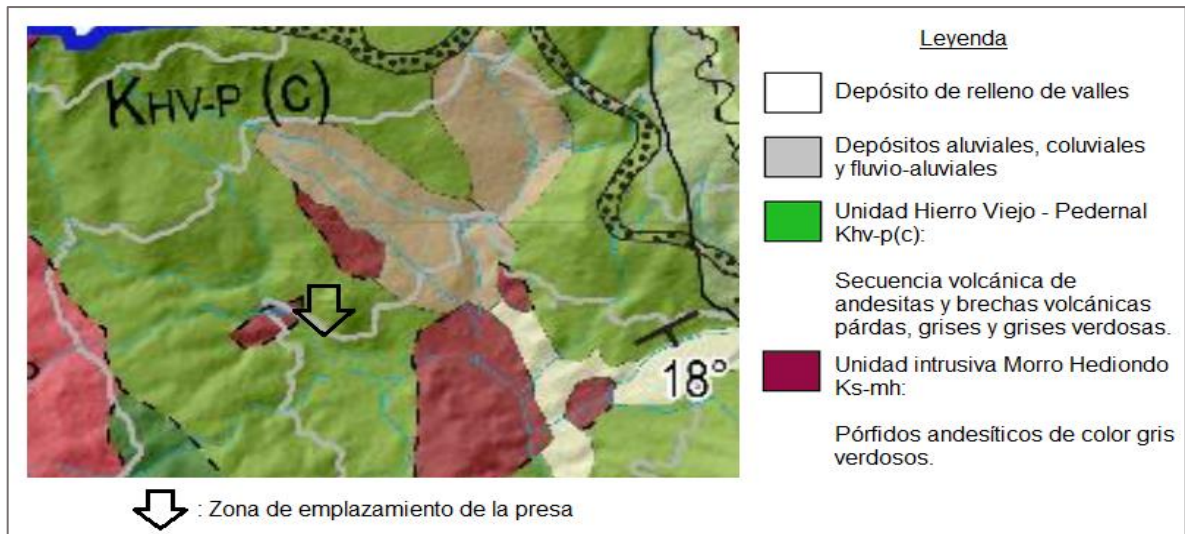 KHV-P (C)
18°
Leyenda
Depósito de relleno de valles
Depósitos aluviales, coluviales
y fluvio-aluviales
Unidad Hierro Viejo - Pedernal
Khv-p(c):
Secuencia volcánica de
andesitas y brechas volcánicas
párdas, grises y grises verdosas.
Unidad intrusiva Morro Hediondo
Ks-mh:
Pórfidos andesíticos de color gris
verdosos.
: Zona de emplazamiento de la presa